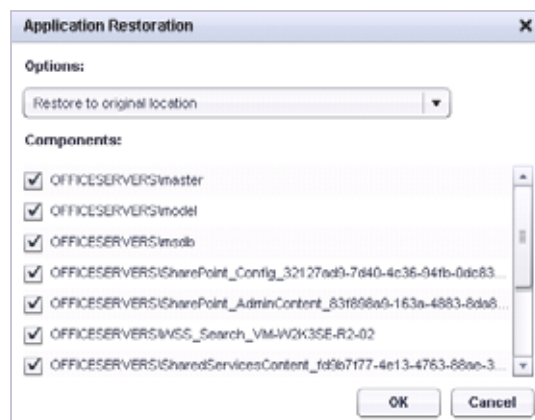 Application Restoration
Options:
Restore to original location
Components:
OFFICESERVERS\master
OFFICESERVERS\model
OFFICESERVERS\msdb
OFFICESERVERS\SharePoint_Config_32127ad9-7d40-4c36-94fb-0dc83...
OFFICESERVERS\SharePoint_AdminContent_83f898a9-163a-4883-8da8...
OFFICESERVERS\WSS_Search_VM-W2K3SE-R2-02
OFFICESERVERS\SharedServicesContent_fd9b7f77-4e13-4763-88ae-3...
OK Cancel